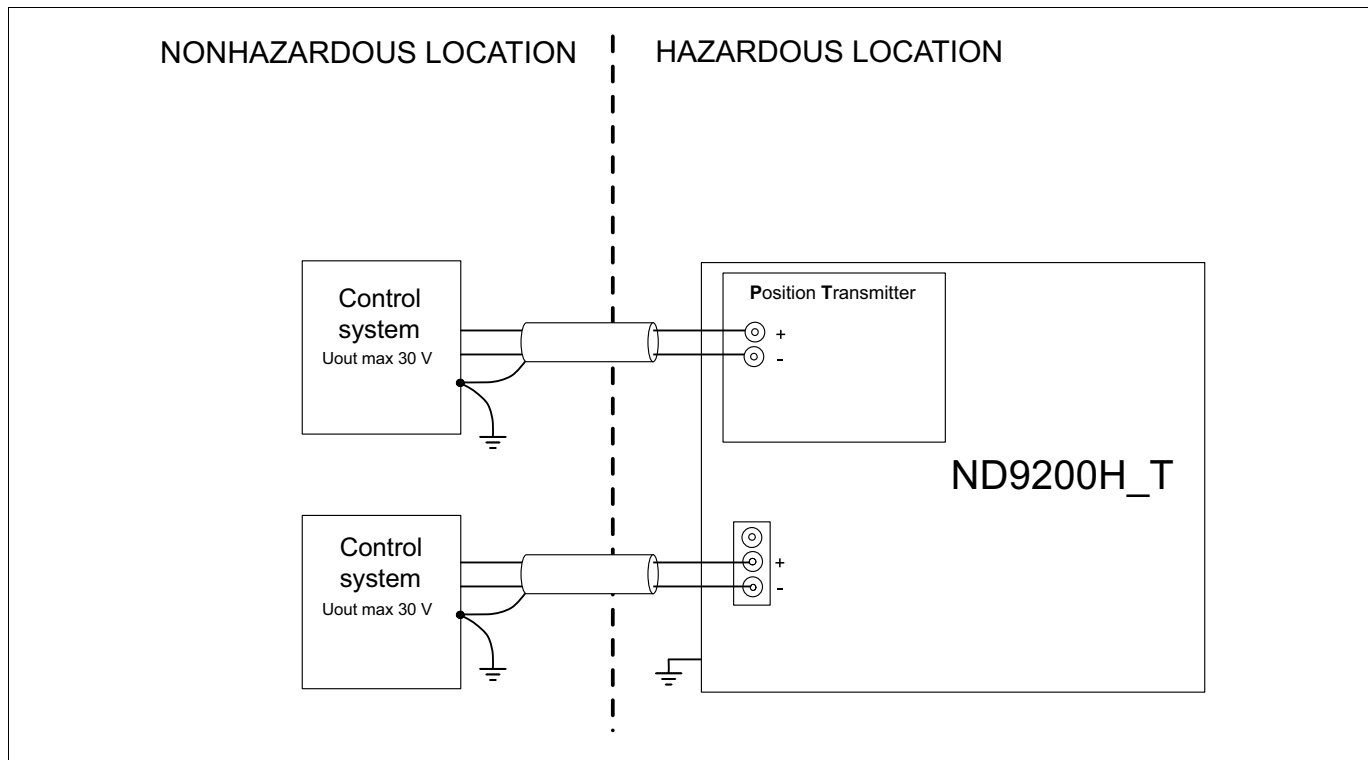 NONHAZARDOUS LOCATION
HAZARDOUS LOCATION
Control
system
Uout max 30 V
Position Transmitter
+
-
ND9200H_T
Control
system
Uout max 30 V
+
-